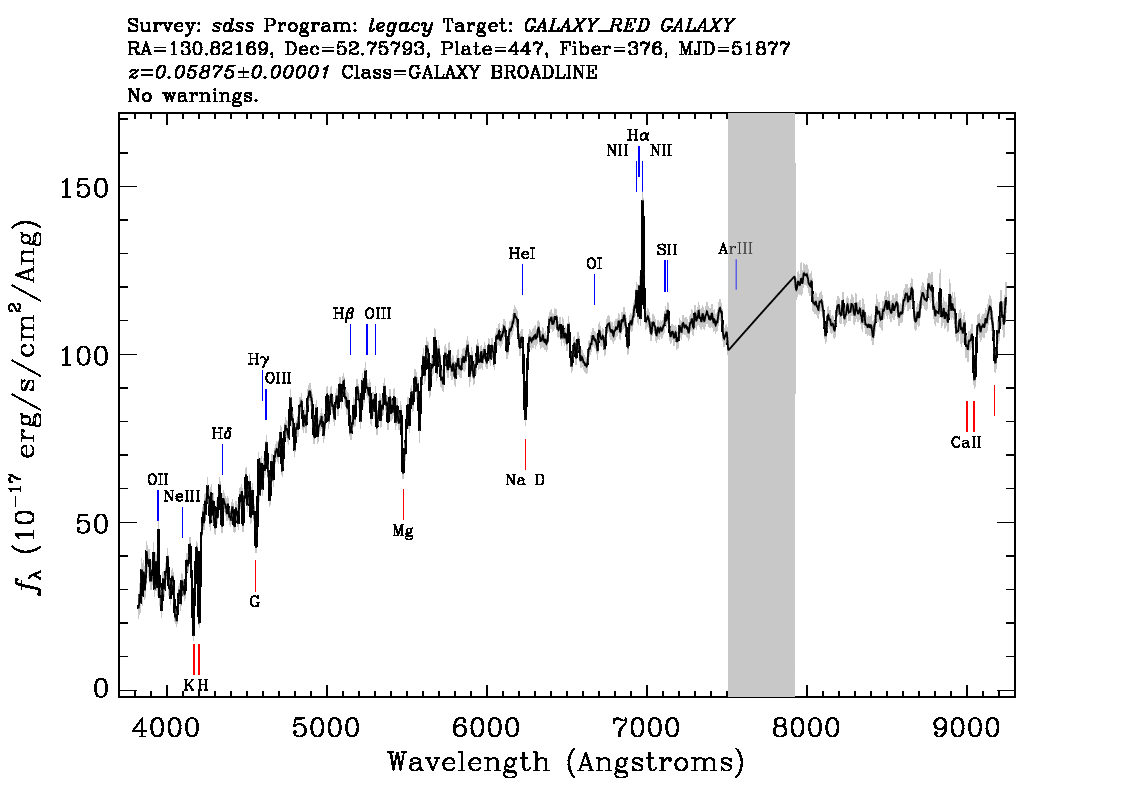 Survey: sdss Program: legacy Target: GALAXY_RED GALAXY
RA=130.82169, Dec=52.75793, Plate=447, Fiber=376, MJD=51877
z=0.05875±0.00001 Class=GALAXY BROADLINE
No warnings.
Hα
NII NII
HeI
OI
SII
ArIII
Hβ OIII
Hγ
OIII
Hδ
OII
NeIII
Na D
Mg
G
K H
CaII
150
100
50
0
f_λ (10⁻¹⁷ erg/s/cm²/Ang)
4000 5000 6000 7000 8000 9000
Wavelength (Angstroms)